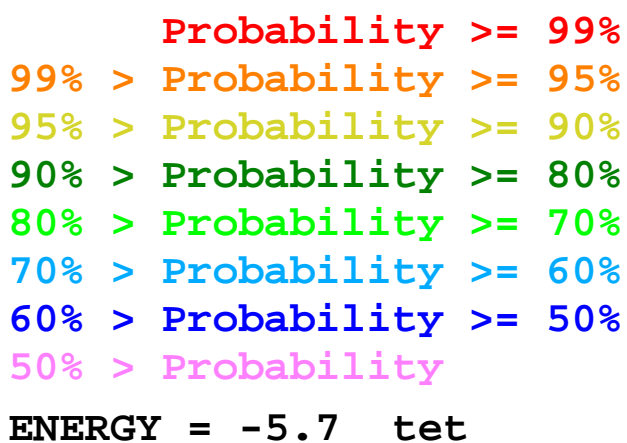 Probability >= 99%
99% > Probability >= 95%
95% > Probability >= 90%
90% > Probability >= 80%
80% > Probability >= 70%
70% > Probability >= 60%
60% > Probability >= 50%
50% > Probability
ENERGY = -5.7 tet